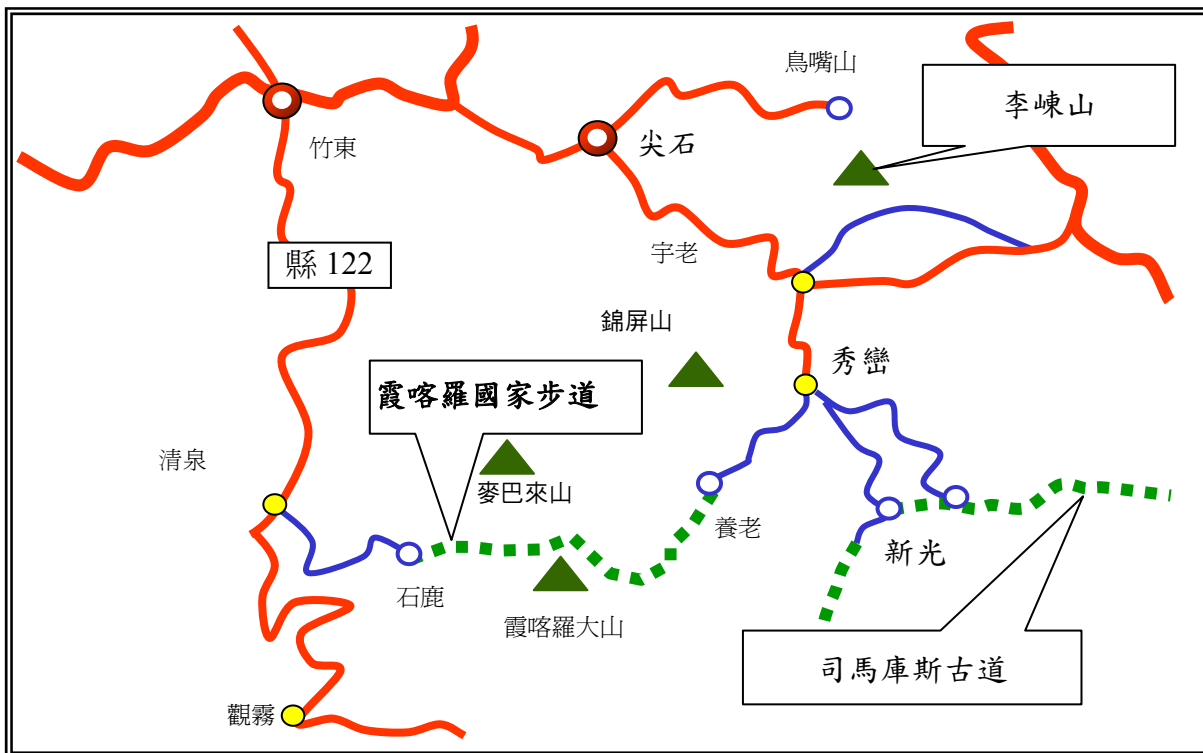 鳥嘴山
李崠山
竹東
尖石
宇老
縣 122
錦屏山
秀巒
霞喀羅國家步道
清泉
麥巴來山
養老
新光
石鹿
霞喀羅大山
司馬庫斯古道
觀霧